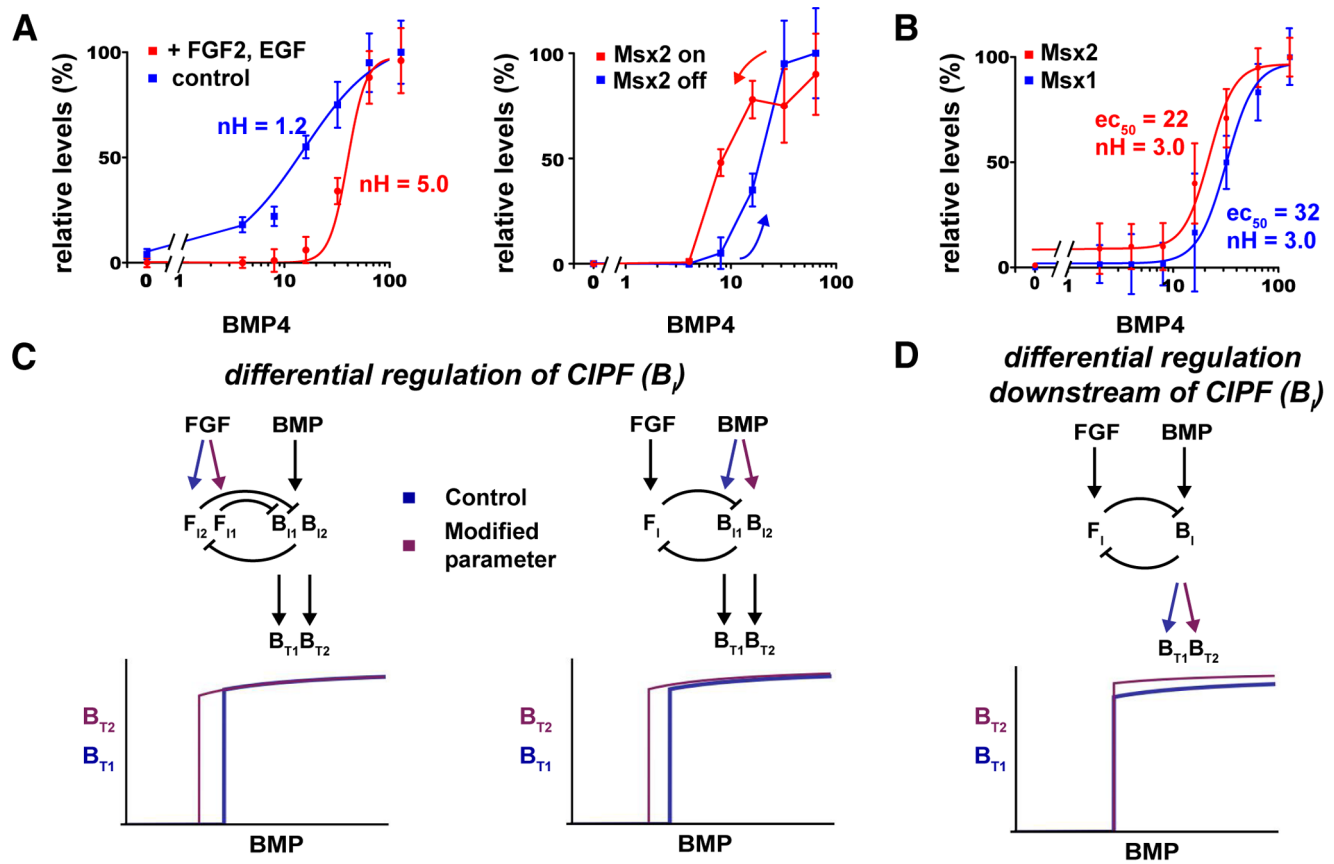 A
relative levels (%)
100
50
0
+ FGF2, EGF
control
nH = 1.2
nH = 5.0
0 1 10 100
BMP4
relative levels (%)
100
50
0
Msx2 on
Msx2 off
0 1 10 100
BMP4
B
relative levels (%)
100
50
0
Msx2
Msx1
ec50 = 22
nH = 3.0
ec50 = 32
nH = 3.0
0 1 10 100
BMP4
C
differential regulation of CIPF (BI)
FGF BMP
FI2 FI1 BI1 BI2
BT1 BT2
BT2
BT1
BMP
Control
Modified
parameter
FGF BMP
FI BI1 BI2
BT1 BT2
BT2
BT1
BMP
D
differential regulation
downstream of CIPF (BI)
FGF BMP
FI BI
BT1 BT2
BT2
BT1
BMP